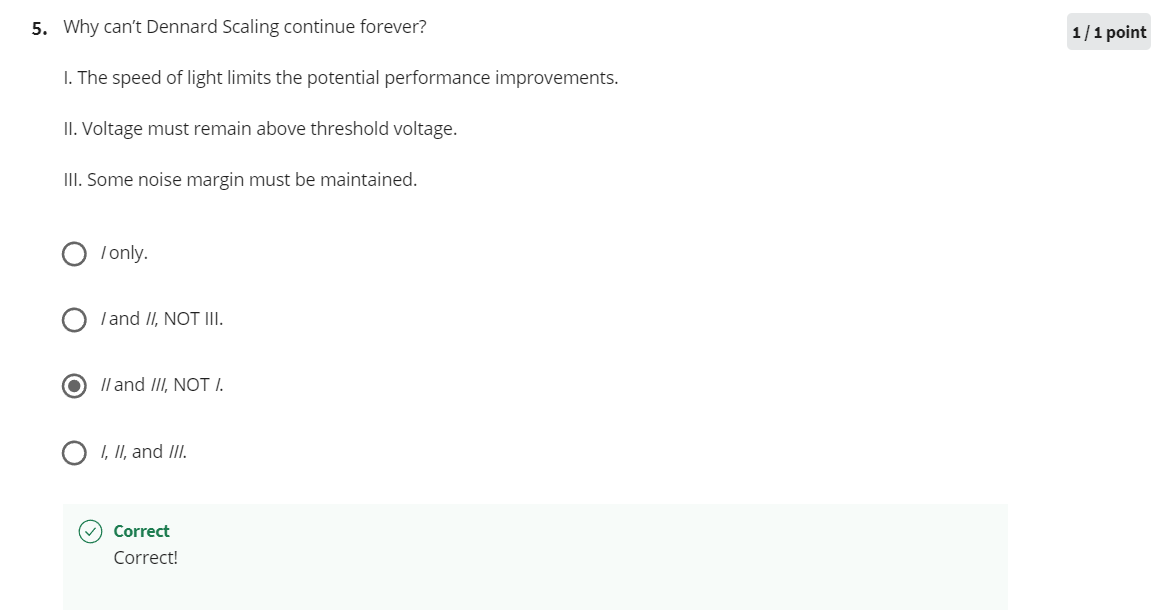 5. Why can’t Dennard Scaling continue forever?
1 / 1 point
I. The speed of light limits the potential performance improvements.
II. Voltage must remain above threshold voltage.
III. Some noise margin must be maintained.
I only.
I and II, NOT III.
II and III, NOT I.
I, II, and III.
Correct
Correct!